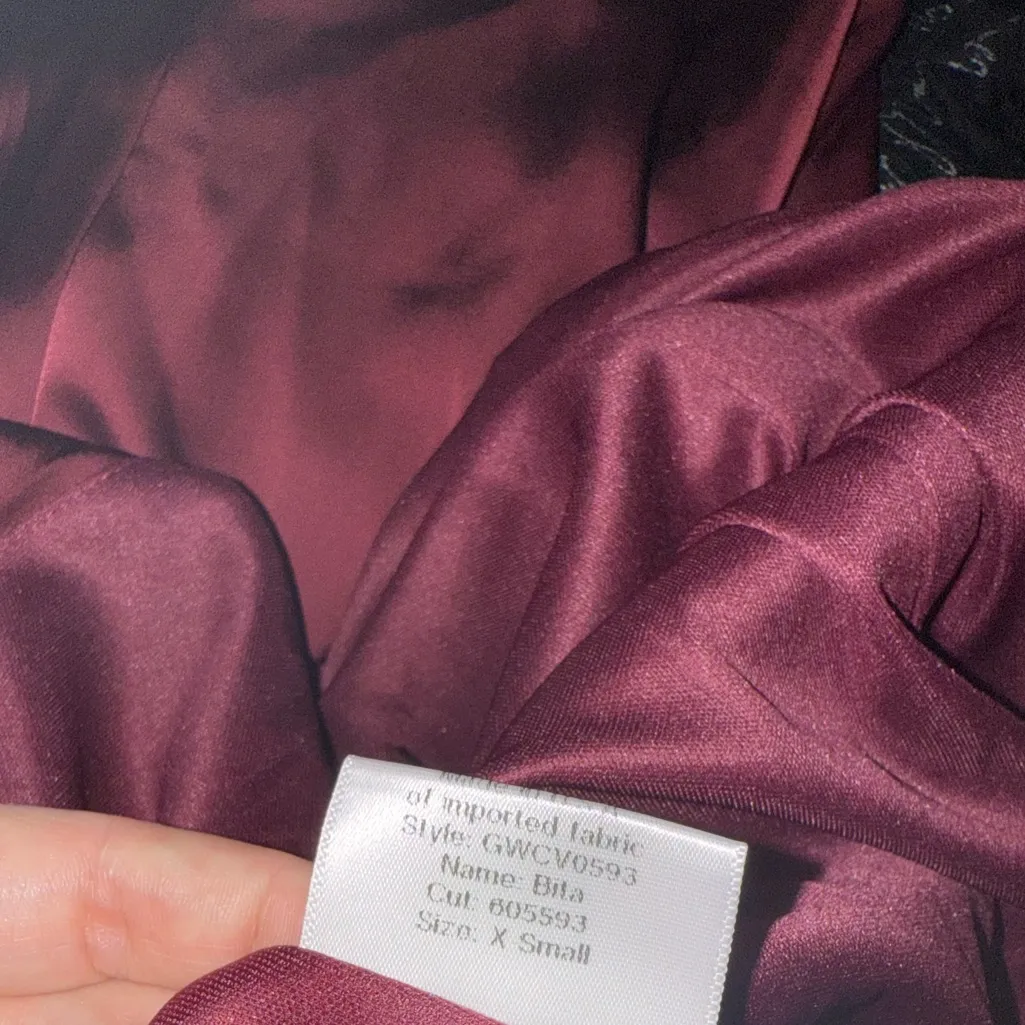 of imported fabric
Style: GWCV0593
Name: Bita
Cut: 605593
Size: X Small